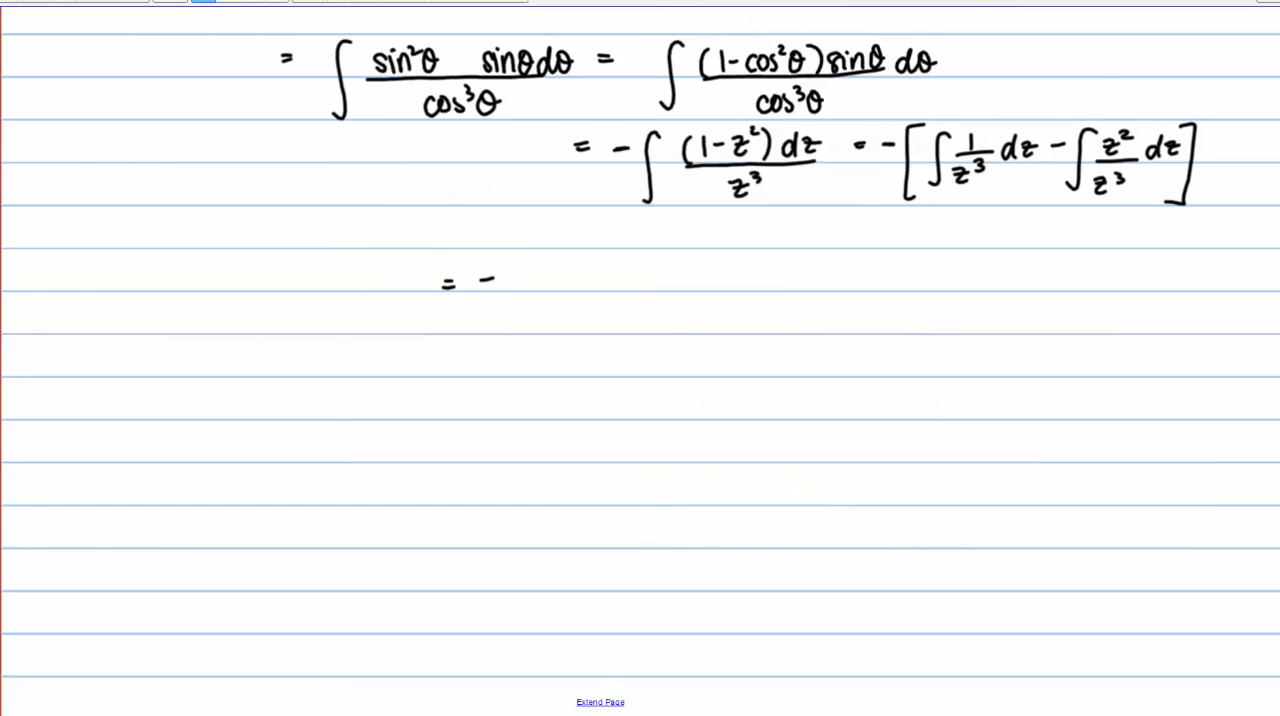 = ∫ sin²θ sinθdθ / cos³θ = ∫ (1-cos²θ)sinθ dθ / cos³θ
= - ∫ (1-z²) dz / z³ = - [ ∫ 1/z³ dz - ∫ z²/z³ dz ]
= -
Extend Page